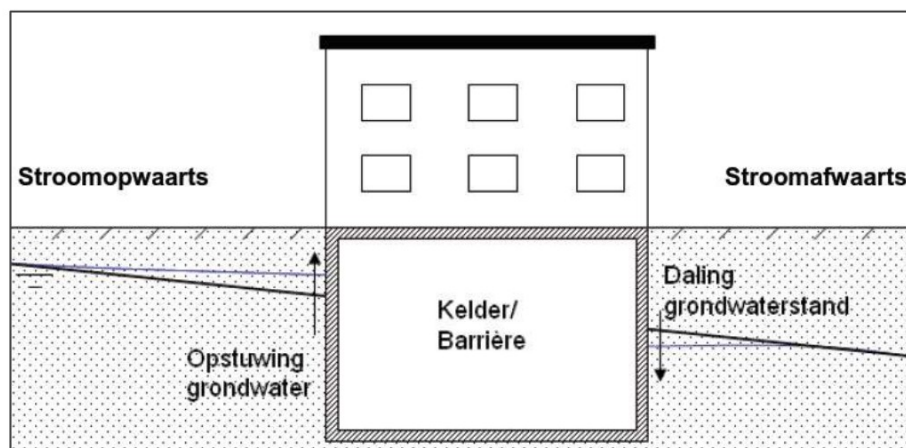 Stroomopwaarts
Stroomafwaarts
Opstuwing
grondwater
Kelder/
Barrière
Daling
grondwaterstand